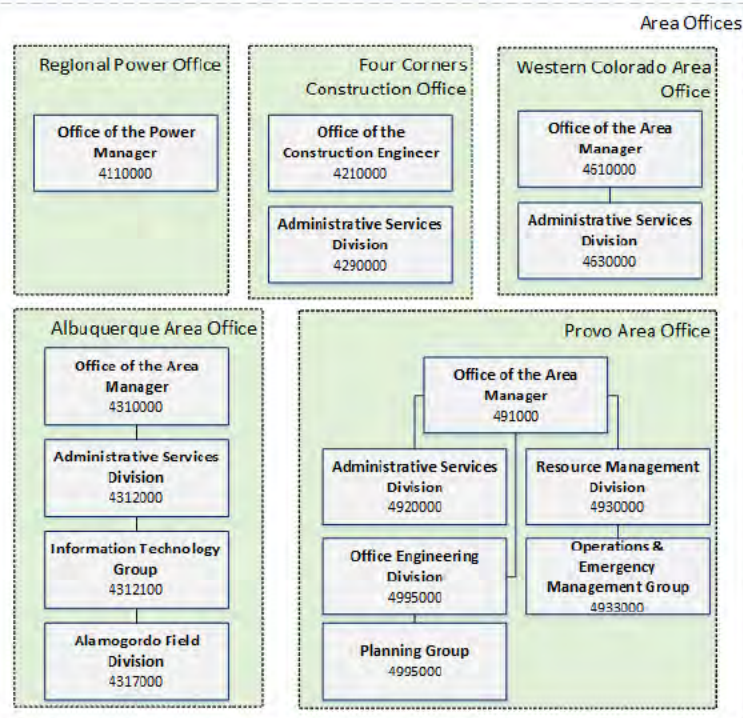 Area Offices
Regional Power Office
Office of the Power
Manager
4110000
Four Corners
Construction Office
Office of the
Construction Engineer
4210000
Administrative Services
Division
4290000
Western Colorado Area
Office
Office of the Area
Manager
4610000
Administrative Services
Division
4630000
Albuquerque Area Office
Office of the Area
Manager
4310000
Administrative Services
Division
4312000
Information Technology
Group
4312100
Alamogordo Field
Division
4317000
Provo Area Office
Office of the Area
Manager
491000
Administrative Services
Division
4920000
Resource Management
Division
4930000
Office Engineering
Division
4995000
Operations &
Emergency
Management Group
4933000
Planning Group
4995000